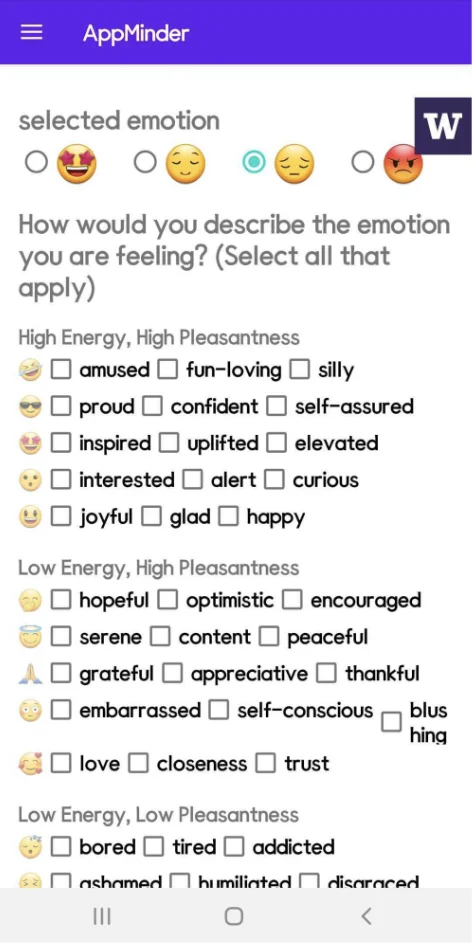 AppMinder
W
selected emotion
How would you describe the emotion
you are feeling? (Select all that
apply)
High Energy, High Pleasantness
amused fun-loving silly
proud confident self-assured
inspired uplifted elevated
interested alert curious
joyful glad happy
Low Energy, High Pleasantness
hopeful optimistic encouraged
serene content peaceful
grateful appreciative thankful
embarrassed self-conscious blus
hing
love closeness trust
Low Energy, Low Pleasantness
bored tired addicted
ashamed humiliated disgraced